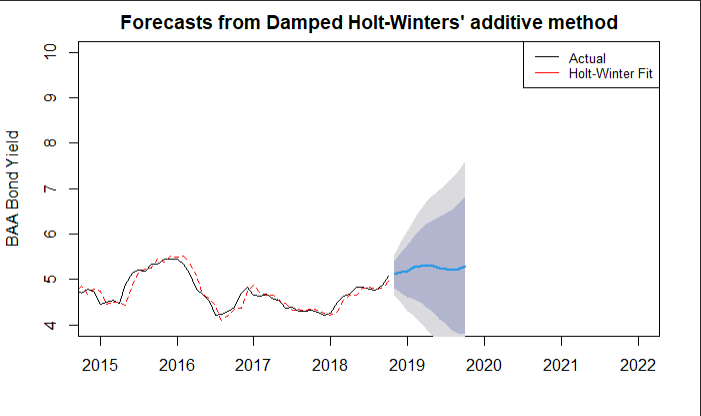 Forecasts from Damped Holt-Winters' additive method
Actual
Holt-Winter Fit
BAA Bond Yield
10
9
8
7
6
5
4
2015 2016 2017 2018 2019 2020 2021 2022